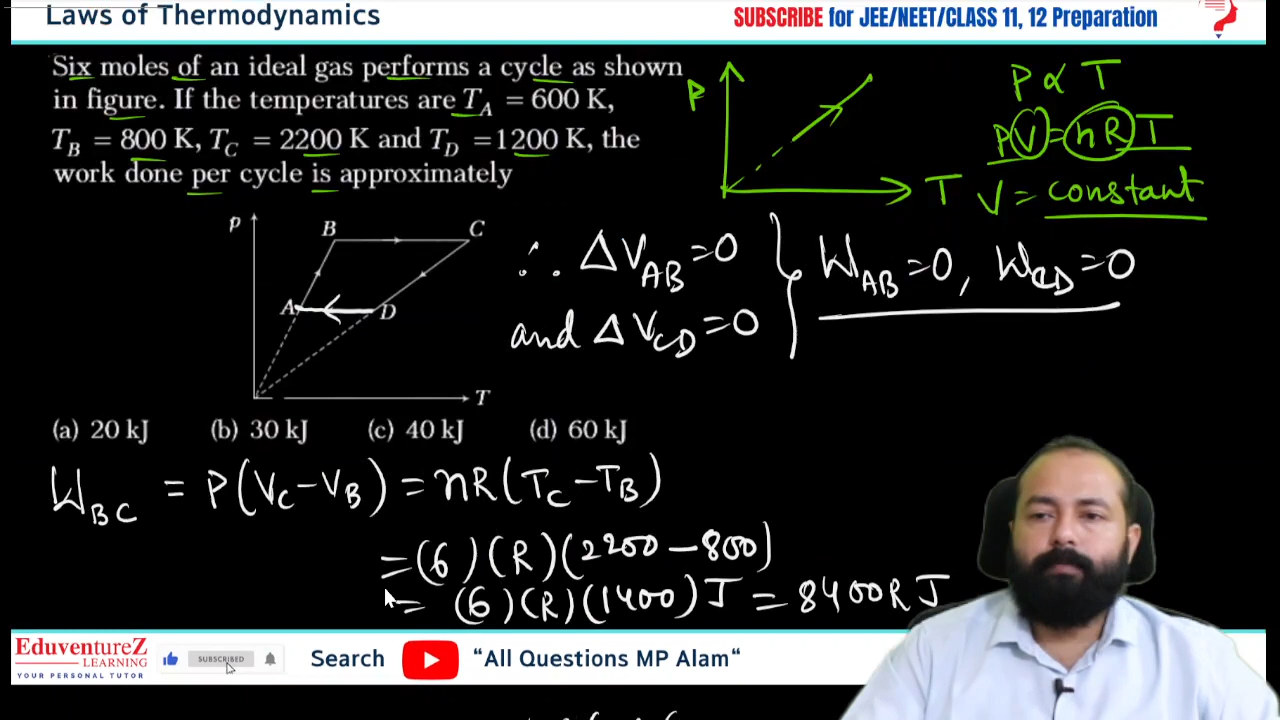 Laws of Thermodynamics
SUBSCRIBE for JEE/NEET/CLASS 11, 12 Preparation
Six moles of an ideal gas performs a cycle as shown
in figure. If the temperatures are T_A = 600 K,
T_B = 800 K, T_C = 2200 K and T_D =1200 K, the
work done per cycle is approximately
P
T
P ∝ T
PV = nRT
V = constant
p
B
C
A
D
T
∴ ΔV_AB = 0
and ΔV_CD = 0
W_AB = 0, W_CD = 0
(a) 20 kJ (b) 30 kJ (c) 40 kJ (d) 60 kJ
W_BC = P(V_C - V_B) = nR(T_C - T_B)
= (6)(R)(2200 - 800)
= (6)(R)(1400) J = 8400R J
EduventureZ
LEARNING
YOUR PERSONAL TUTOR
SUBSCRIBED
Search "All Questions MP Alam"